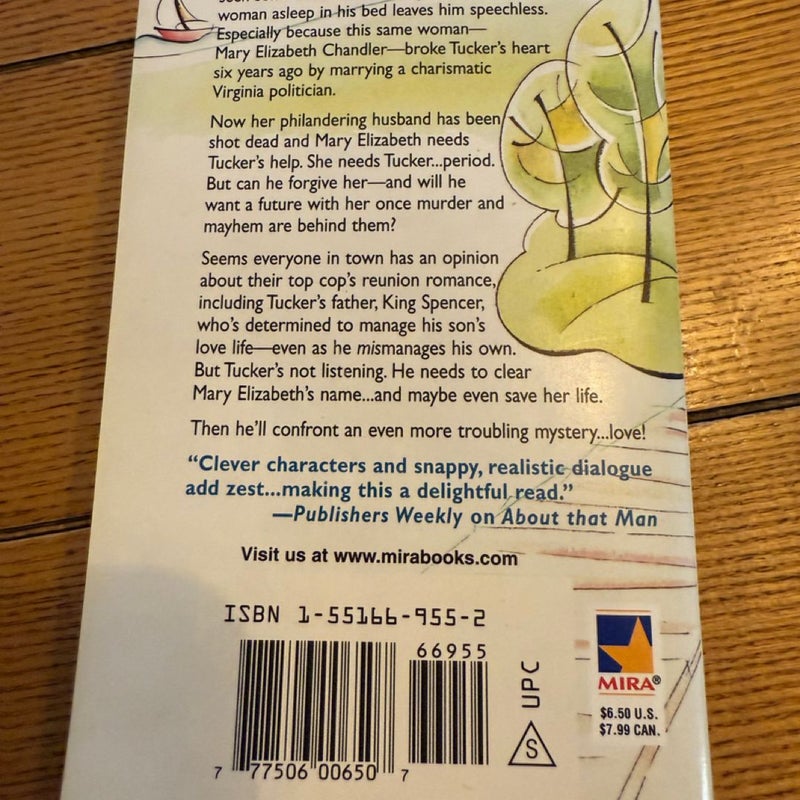 woman asleep in his bed leaves him speechless.
Especially because this same woman—
Mary Elizabeth Chandler—broke Tucker's heart
six years ago by marrying a charismatic
Virginia politician.
Now her philandering husband has been
shot dead and Mary Elizabeth needs
Tucker's help. She needs Tucker...period.
But can he forgive her—and will he
want a future with her once murder and
mayhem are behind them?
Seems everyone in town has an opinion
about their top cop's reunion romance,
including Tucker's father, King Spencer,
who's determined to manage his son's
love life—even as he mismanages his own.
But Tucker's not listening. He needs to clear
Mary Elizabeth's name...and maybe even save her life.
Then he'll confront an even more troubling mystery...love!
"Clever characters and snappy, realistic dialogue
add zest...making this a delightful read."
—Publishers Weekly on About that Man
Visit us at www.mirabooks.com
ISBN 1-55166-955-2
66955
7 77506 00650 7
UPC
S
MIRA®
$6.50 U.S.
$7.99 CAN.